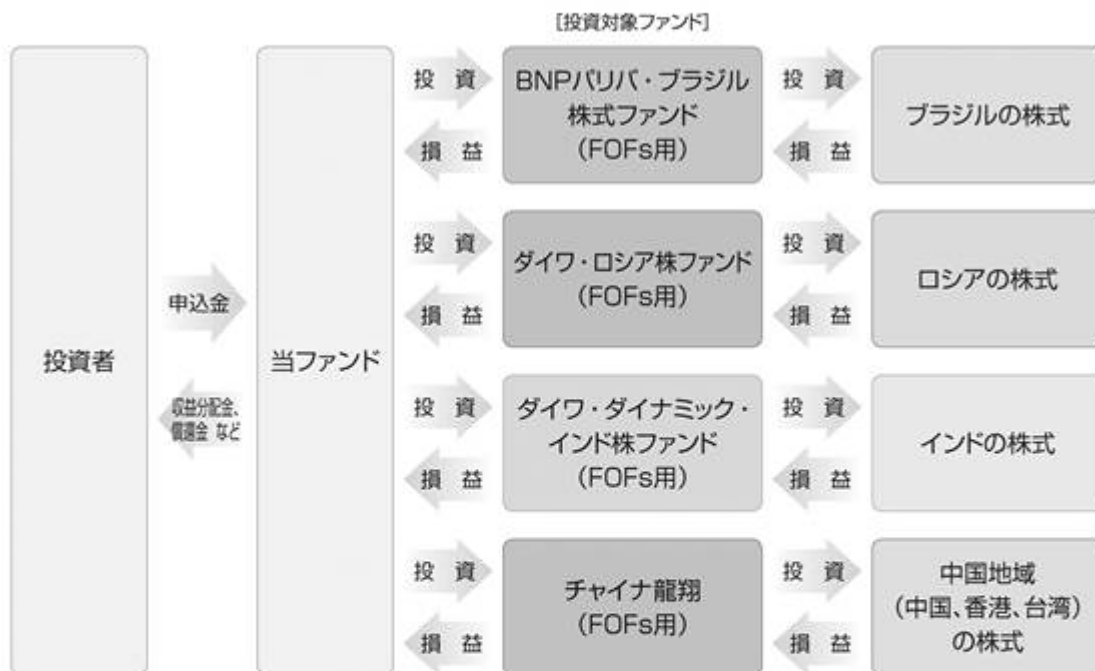 [投資対象ファンド]
投資者
申込金
収益分配金、
償還金 など
当ファンド
投 資
損 益
BNPパリバ・ブラジル
株式ファンド
（FOFs用）
投 資
損 益
ブラジルの株式
投 資
損 益
ダイワ・ロシア株ファンド
（FOFs用）
投 資
損 益
ロシアの株式
投 資
損 益
ダイワ・ダイナミック・
インド株ファンド
（FOFs用）
投 資
損 益
インドの株式
投 資
損 益
チャイナ龍翔
（FOFs用）
投 資
損 益
中国地域
（中国、香港、台湾）
の株式